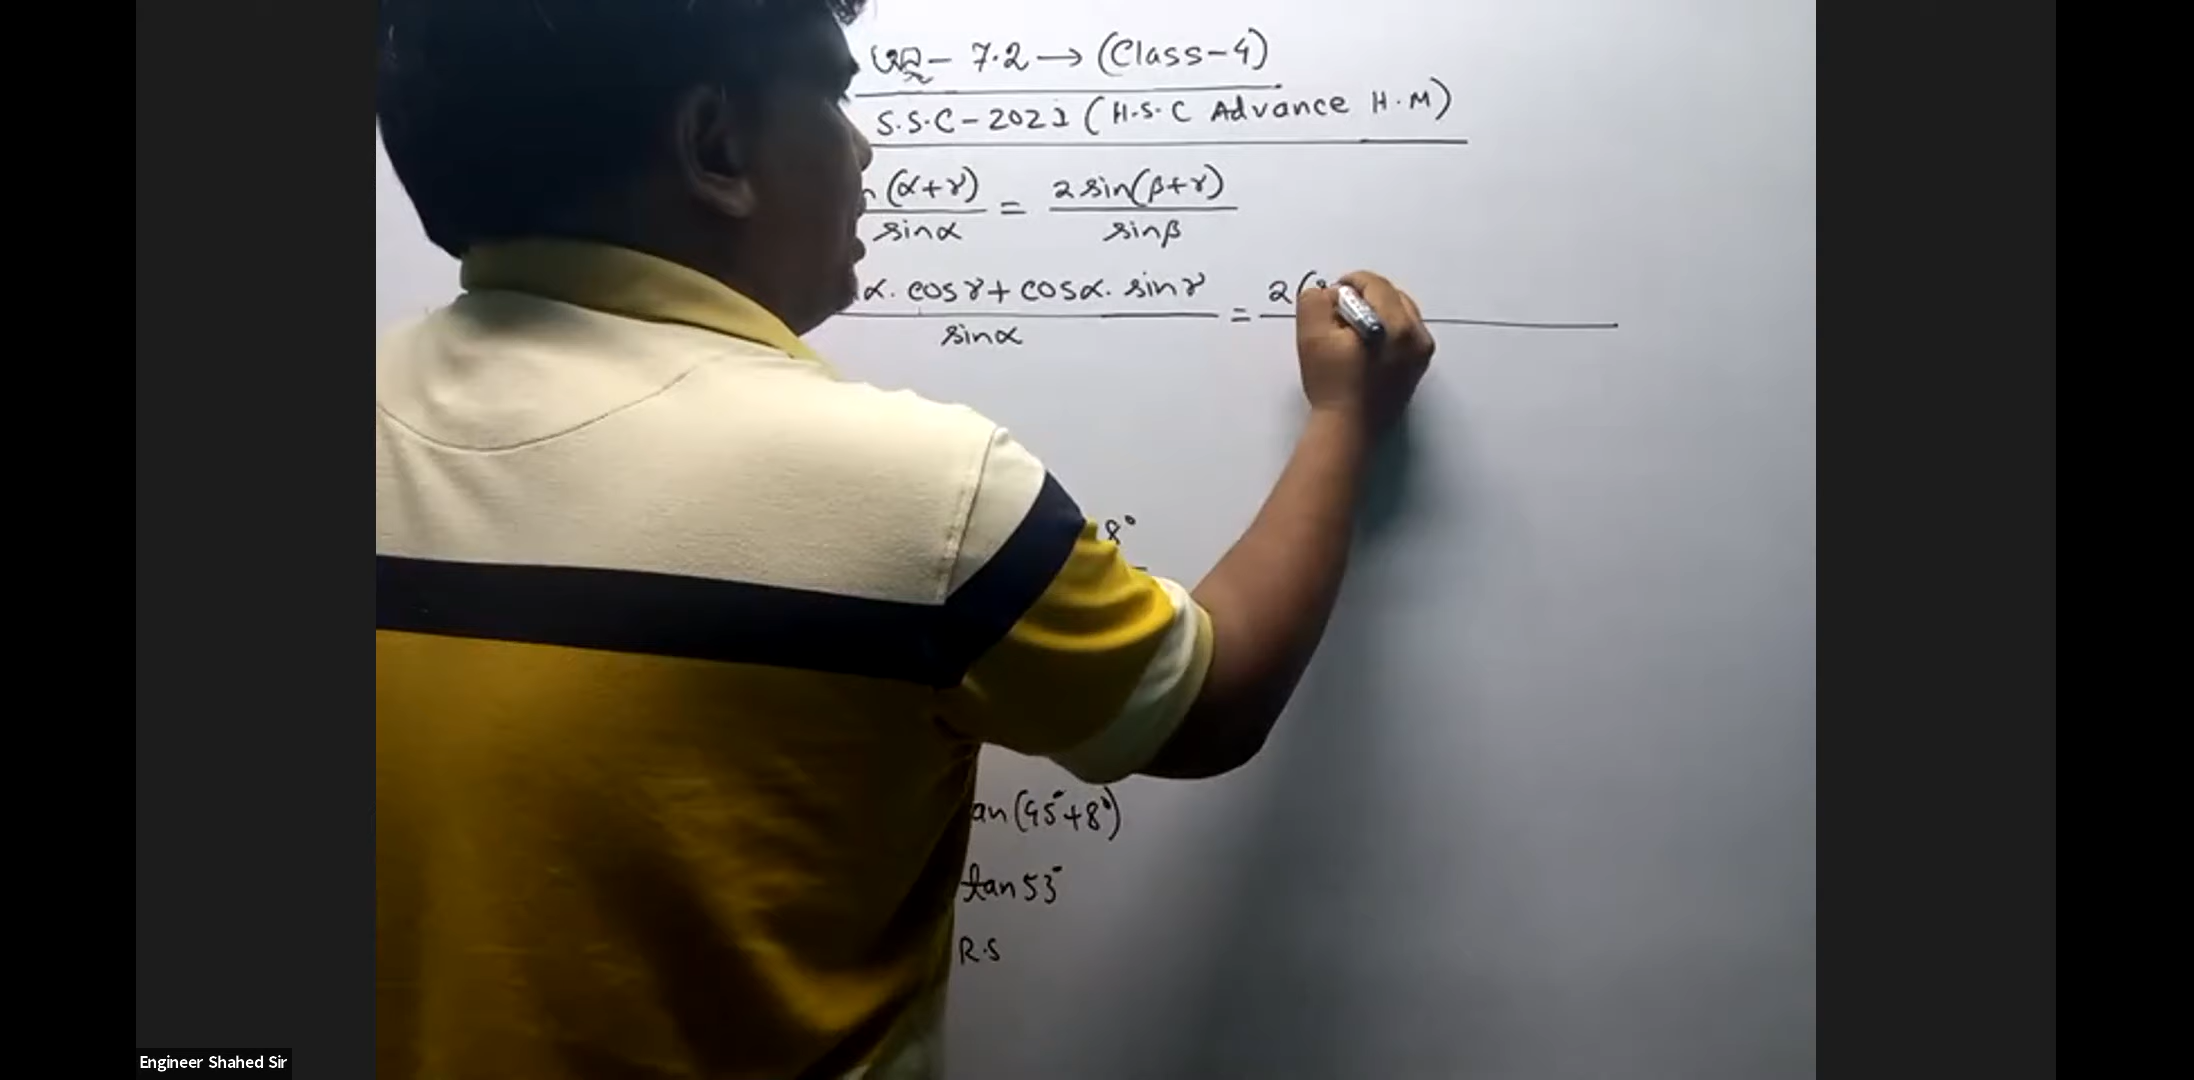 প্রশ্ন- 7.2 → (Class-4)
S.S.C-2021 (H.S.C Advance H.M)
n(α+γ)/sinα = 2sin(β+γ)/sinβ
α. cosγ + cosα. sinγ/sinα = 2(
8°
an(45°+8°)
tan53°
R.S
Engineer Shahed Sir